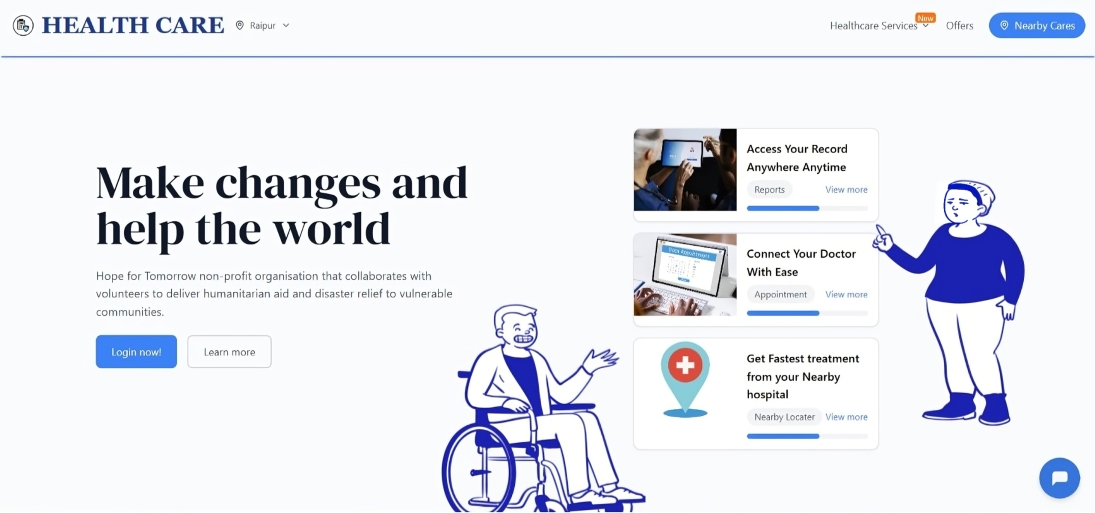 HEALTH CARE
Raipur
Healthcare Services
New
Offers
Nearby Cares
Make changes and
help the world
Hope for Tomorrow non-profit organisation that collaborates with
volunteers to deliver humanitarian aid and disaster relief to vulnerable
communities.
Login now!
Learn more
Access Your Record
Anywhere Anytime
Reports
View more
Connect Your Doctor
With Ease
Appointment
View more
Get Fastest treatment
from your Nearby
hospital
Nearby Locater
View more